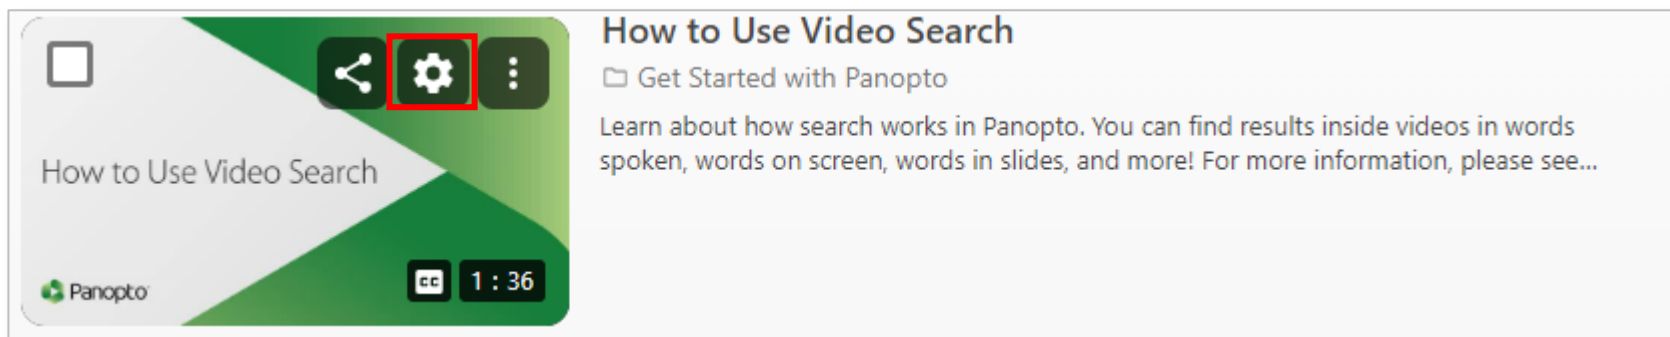 How to Use Video Search
Panopto
CC
1 : 36
How to Use Video Search
Get Started with Panopto
Learn about how search works in Panopto. You can find results inside videos in words
spoken, words on screen, words in slides, and more! For more information, please see...